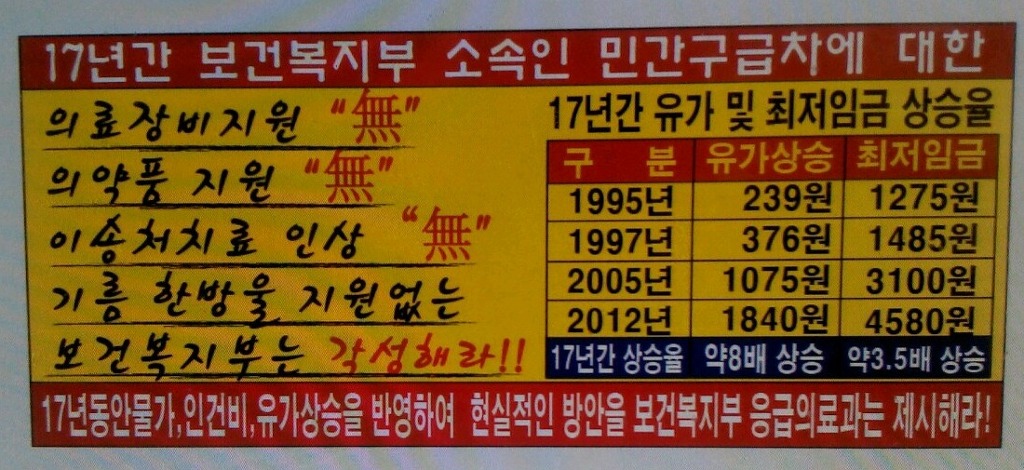 17년간 보건복지부 소속인 민간구급차에 대한
의료장비지원 “無”
의약품 지원 “無”
이송처치료 인상 “無”
기름 한방울 지원없는
보건복지부는 각성해라!!
17년간 유가 및 최저임금 상승율
구 분 유가상승 최저임금
1995년 239원 1275원
1997년 376원 1485원
2005년 1075원 3100원
2012년 1840원 4580원
17년간 상승율 약8배 상승 약3.5배 상승
17년동안물가,인건비,유가상승을 반영하여 현실적인 방안을 보건복지부 응급의료과는 제시해라!